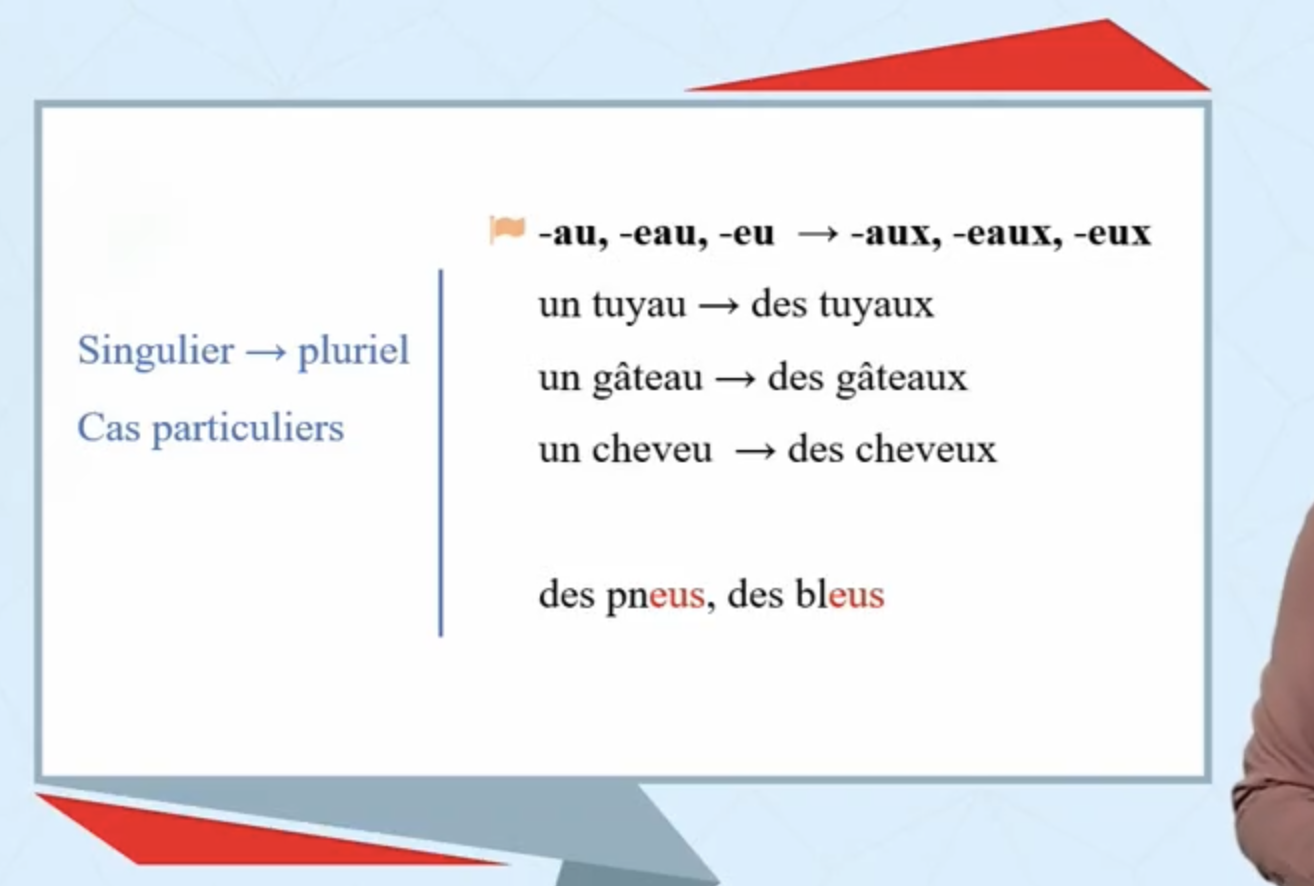 Singulier → pluriel
Cas particuliers
-au, -eau, -eu → -aux, -eaux, -eux
un tuyau → des tuyaux
un gâteau → des gâteaux
un cheveu → des cheveux
des pneus, des bleus